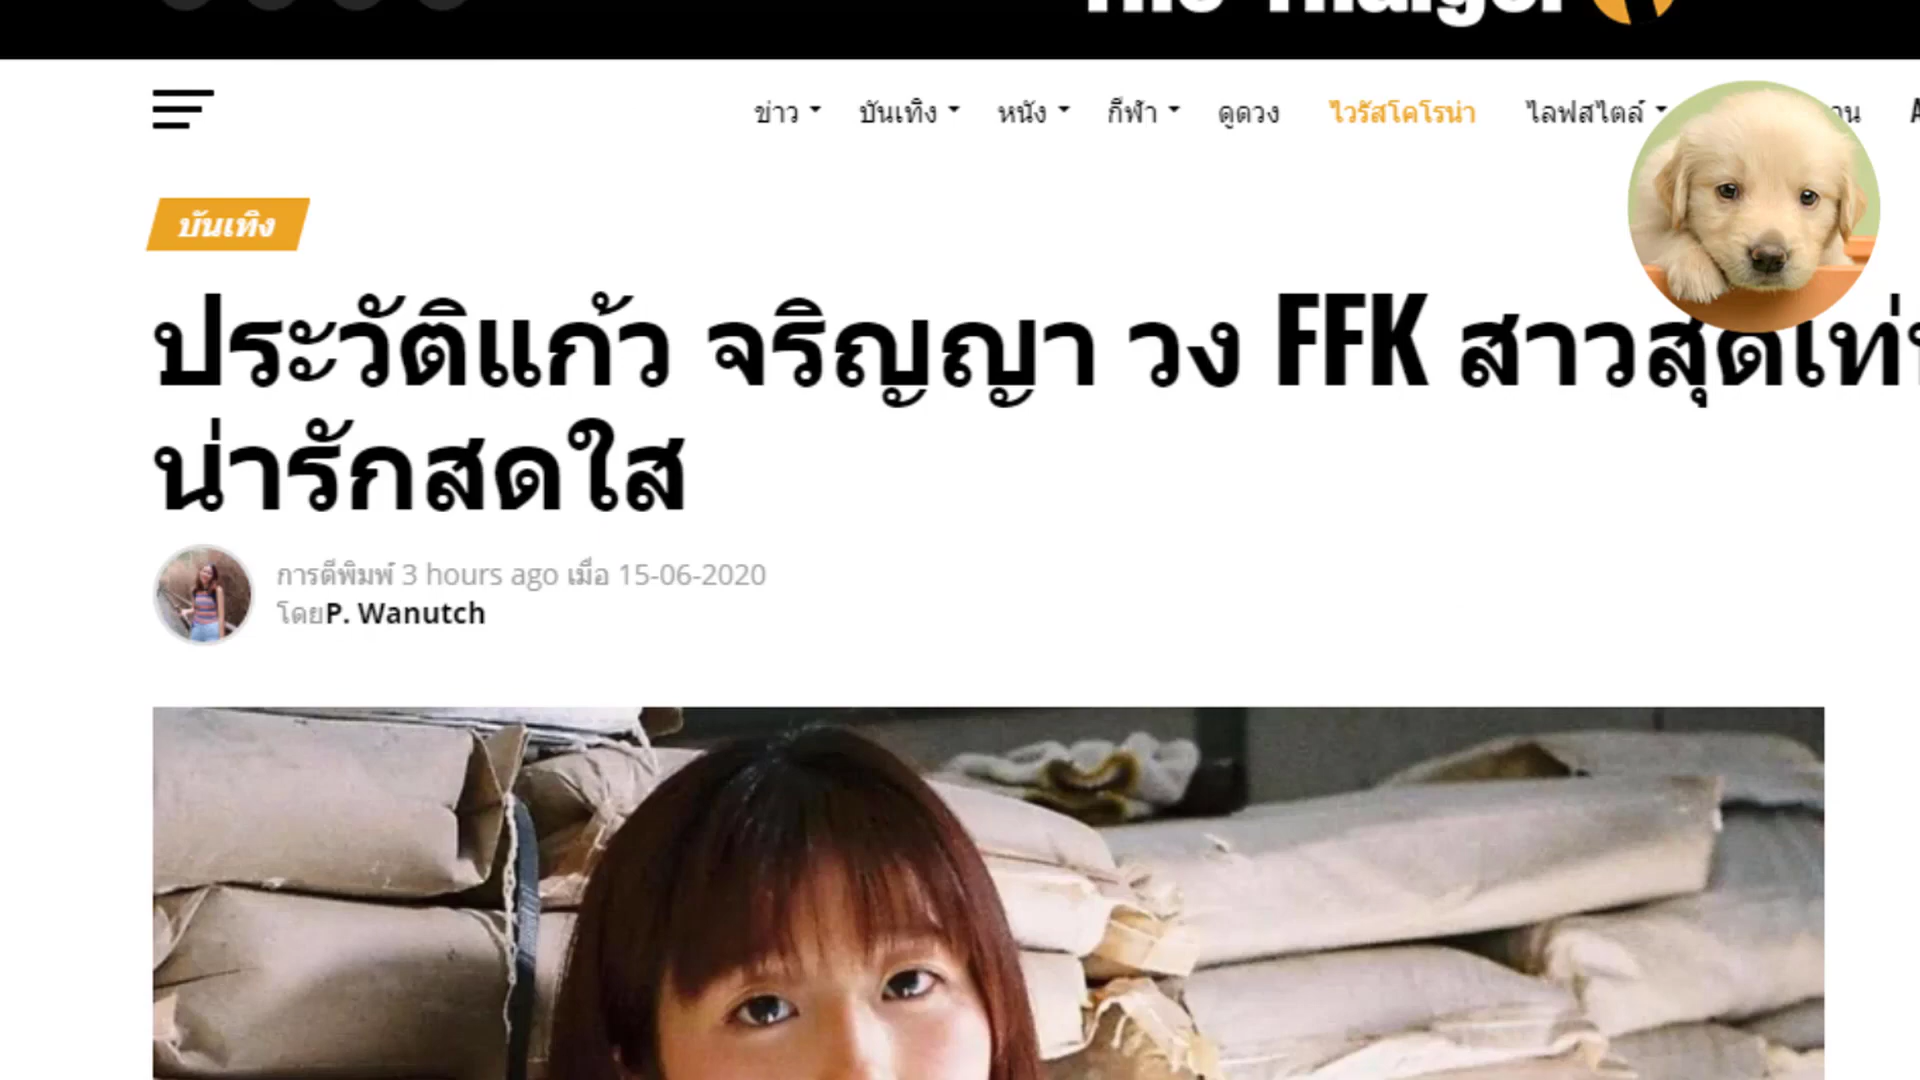 The Thaiger
ข่าว บันเทิง หนัง กีฬา ดูดวง ไวรัสโคโรน่า ไลฟสไตล์
บันเทิง
ประวัติแก้ว จริญญา วง FFK สาวสุดเท่
น่ารักสดใส
การตีพิมพ์ 3 hours ago เมื่อ 15-06-2020
โดยP. Wanutch